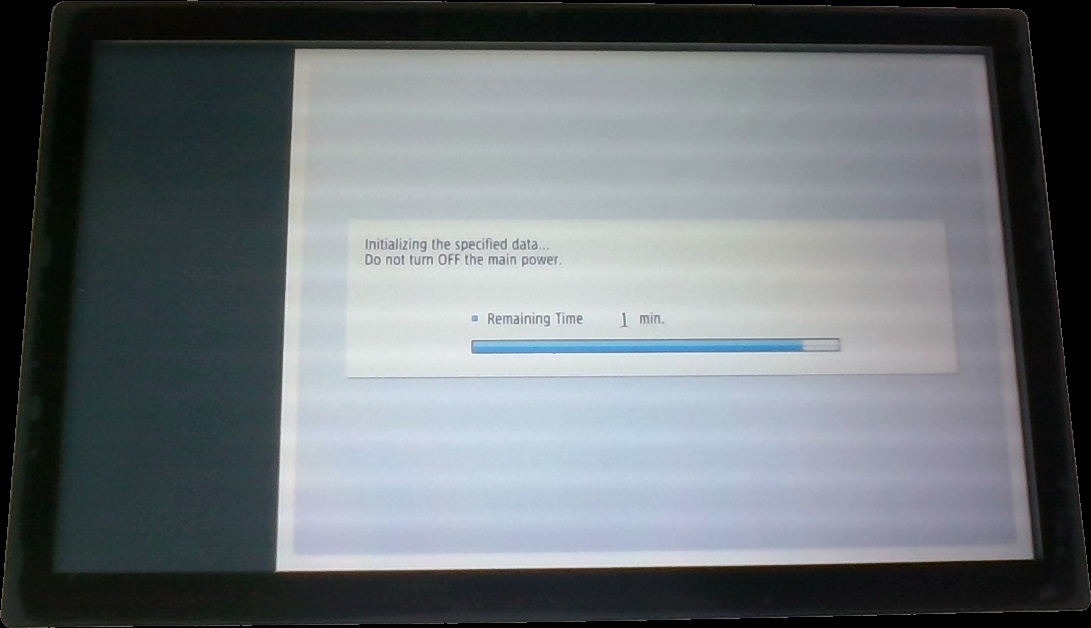 Initializing the specified data...
Do not turn OFF the main power.
Remaining Time 1 min.